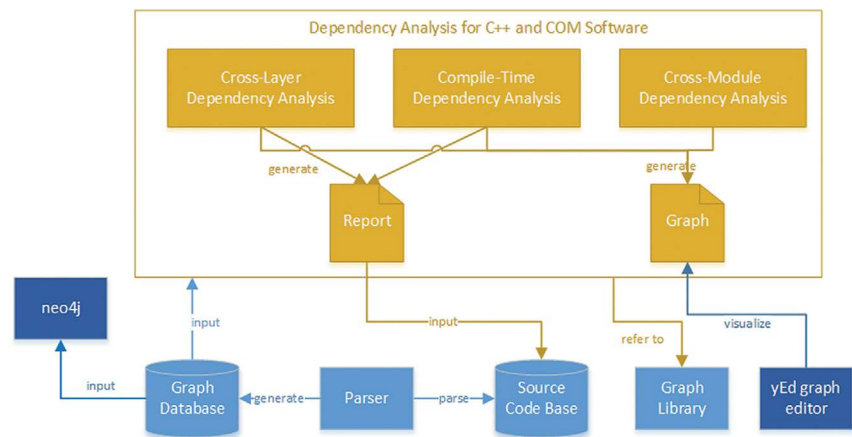 Dependency Analysis for C++ and COM Software
Cross-Layer
Dependency Analysis
Compile-Time
Dependency Analysis
Cross-Module
Dependency Analysis
generate
generate
Report
Graph
neo4j
input
input
refer to
visualize
input
Graph
Database
generate
Parser
parse
Source
Code Base
Graph
Library
yEd graph
editor